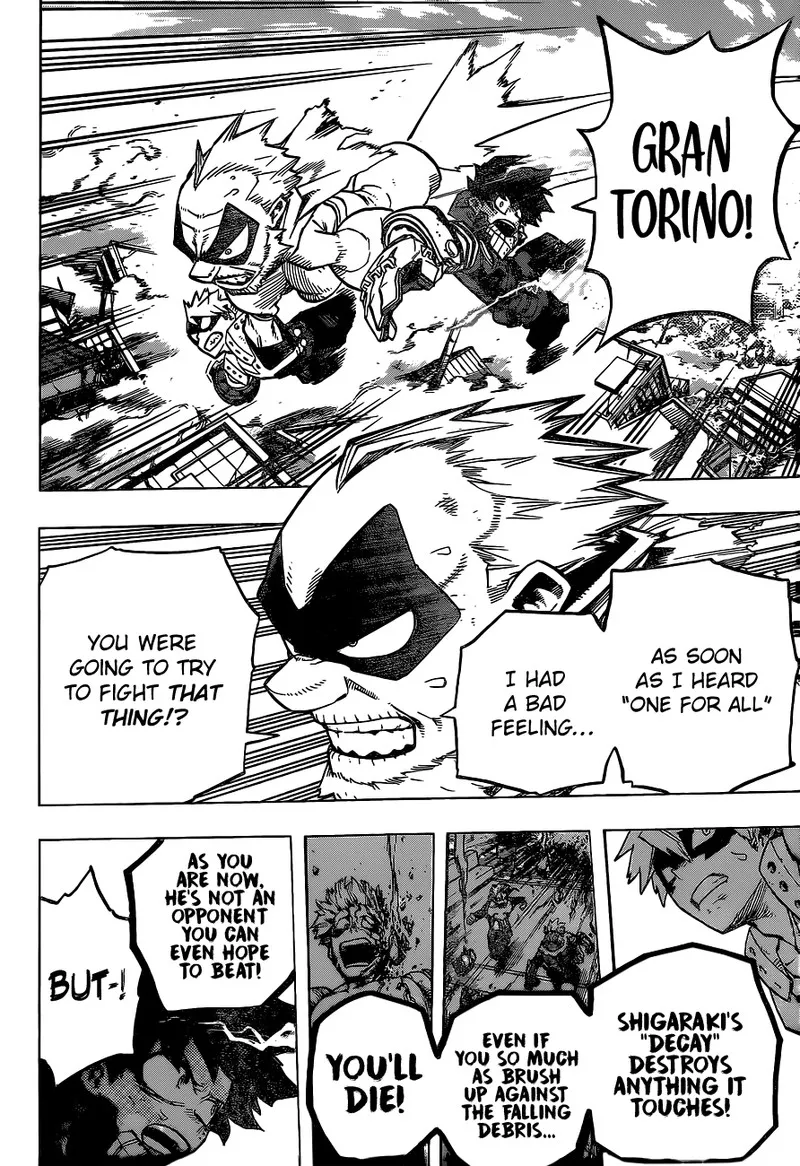 GRAN
TORINO!
AS SOON
AS I HEARD
"ONE FOR ALL"
I HAD
A BAD
FEELING...
YOU WERE
GOING TO TRY
TO FIGHT THAT
THING!?
SHIGARAKI'S
"DECAY"
DESTROYS
ANYTHING IT
TOUCHES!
EVEN IF
YOU SO MUCH
AS BRUSH
UP AGAINST
THE FALLING
DEBRIS...
YOU'LL
DIE!
AS YOU
ARE NOW,
HE'S NOT AN
OPPONENT
YOU CAN
EVEN HOPE
TO BEAT!
BUT-!